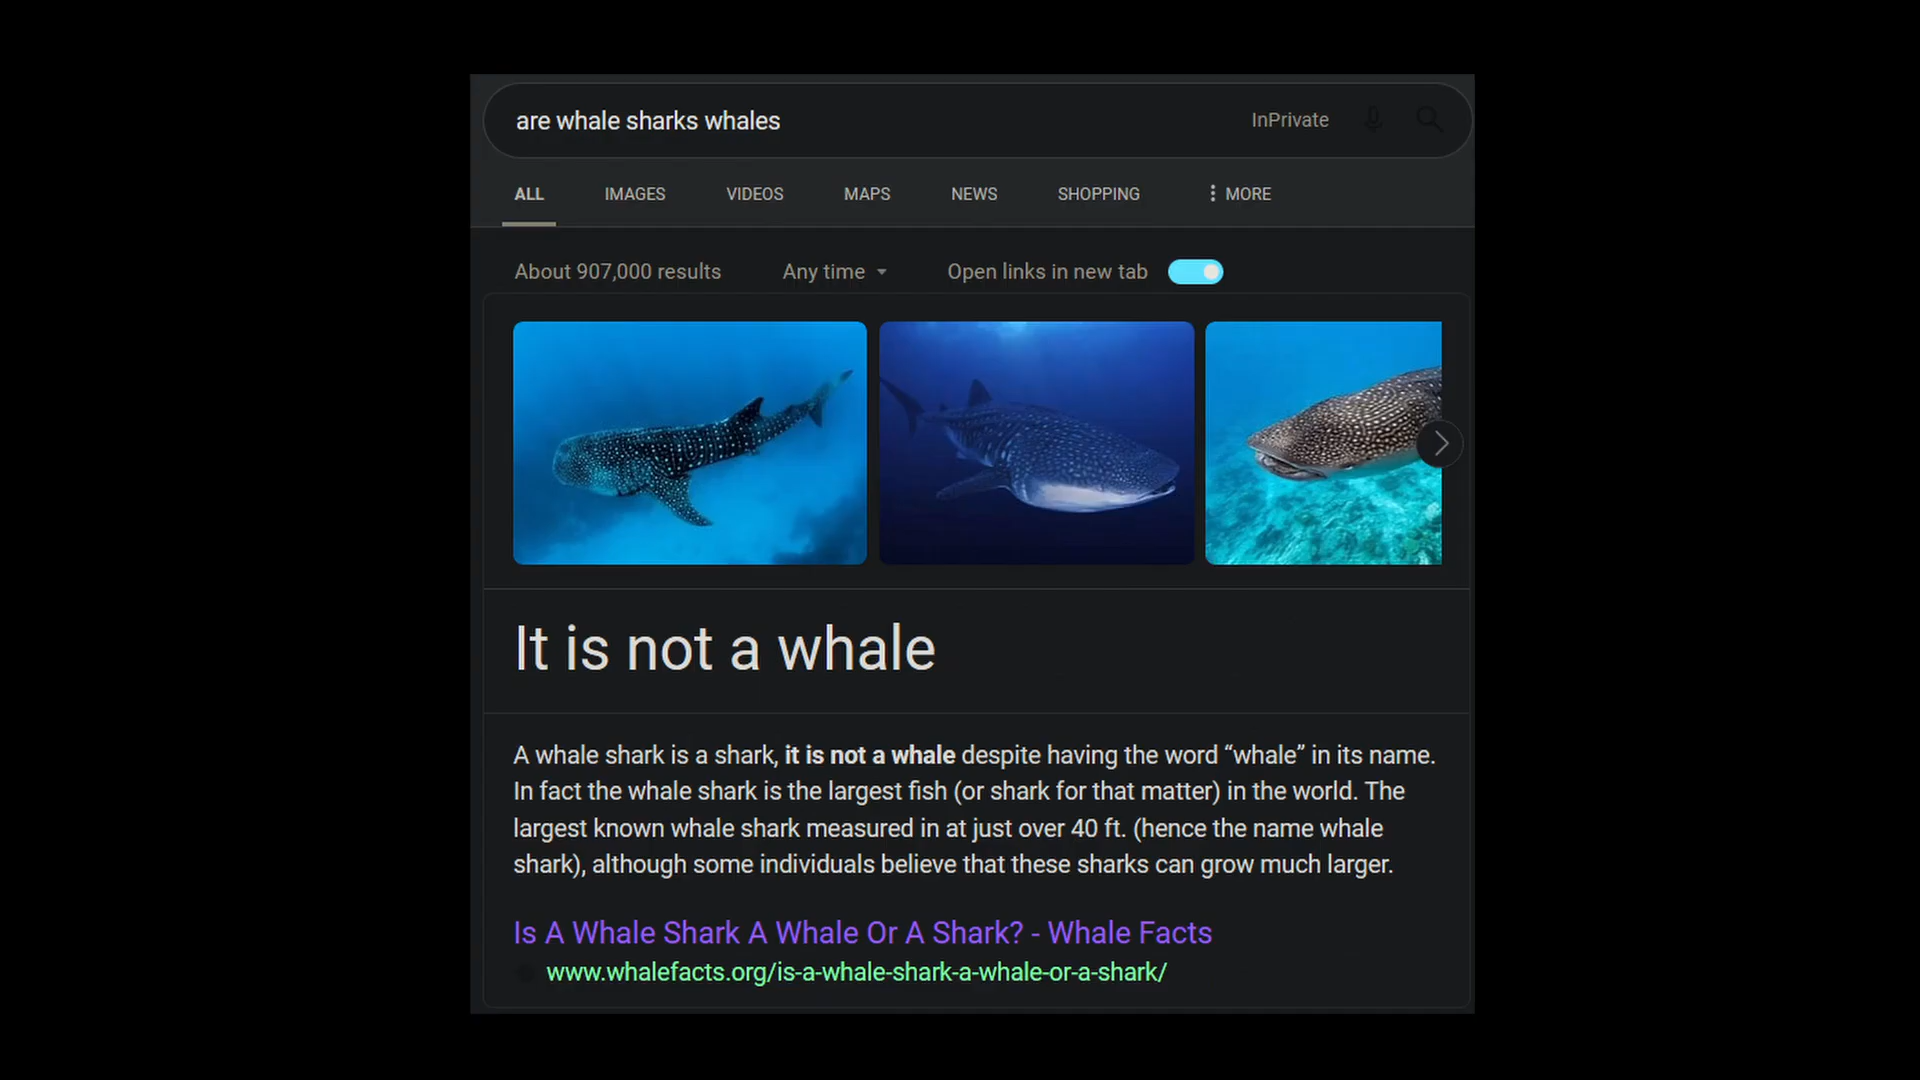 are whale sharks whales
InPrivate
ALL IMAGES VIDEOS MAPS NEWS SHOPPING MORE
About 907,000 results Any time Open links in new tab
It is not a whale
A whale shark is a shark, it is not a whale despite having the word “whale” in its name.
In fact the whale shark is the largest fish (or shark for that matter) in the world. The
largest known whale shark measured in at just over 40 ft. (hence the name whale
shark), although some individuals believe that these sharks can grow much larger.
Is A Whale Shark A Whale Or A Shark? - Whale Facts
www.whalefacts.org/is-a-whale-shark-a-whale-or-a-shark/